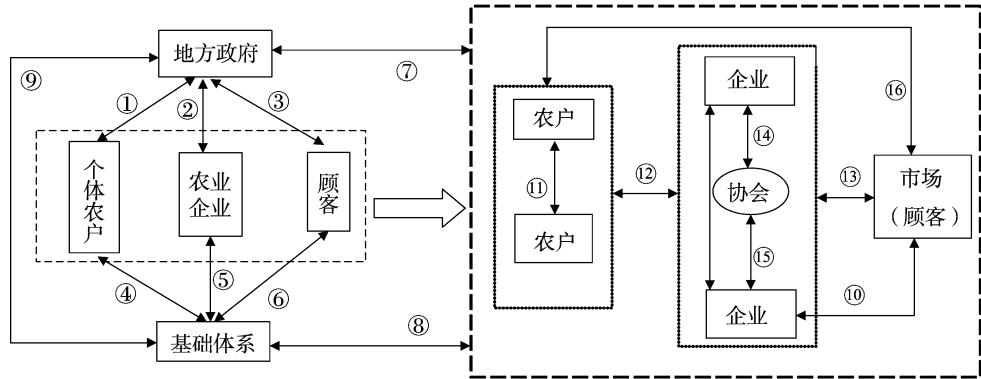 地方政府
⑨
⑦
①
②
③
个体农户
农业
企业
顾客
④
⑤
⑥
基础体系
⑧
农户
⑪
农户
⑫
企业
⑭
协会
⑮
企业
⑯
⑬
市场
（顾客）
⑩